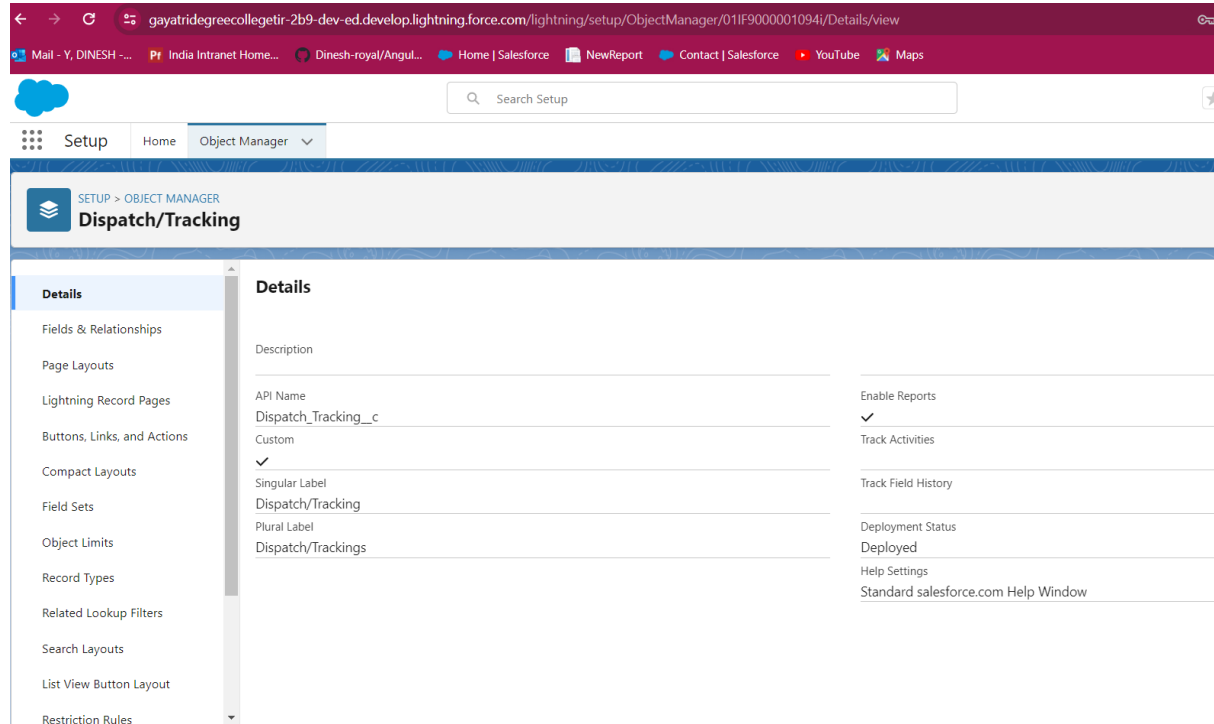 gayatridegreecollegetir-2b9-dev-ed.develop.lightning.force.com/lightning/setup/ObjectManager/01IF9000001094i/Details/view
Mail - Y, DINESH -... Pf India Intranet Home... Dinesh-royal/Angul... Home | Salesforce NewReport Contact | Salesforce YouTube Maps
Search Setup
Setup Home Object Manager
SETUP > OBJECT MANAGER
Dispatch/Tracking
Details
Fields & Relationships
Page Layouts
Lightning Record Pages
Buttons, Links, and Actions
Compact Layouts
Field Sets
Object Limits
Record Types
Related Lookup Filters
Search Layouts
List View Button Layout
Restriction Rules
Details
Description
API Name
Dispatch_Tracking__c
Custom
Singular Label
Dispatch/Tracking
Plural Label
Dispatch/Trackings
Enable Reports
Track Activities
Track Field History
Deployment Status
Deployed
Help Settings
Standard salesforce.com Help Window